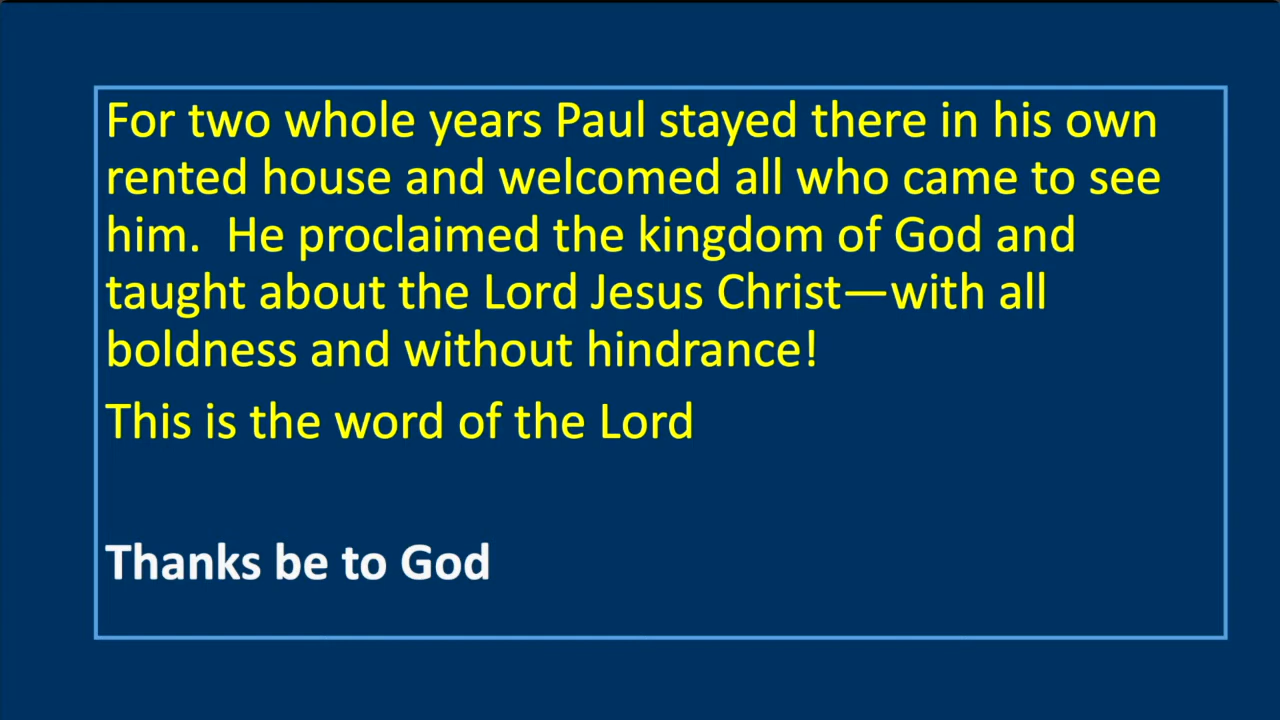 For two whole years Paul stayed there in his own
rented house and welcomed all who came to see
him.  He proclaimed the kingdom of God and
taught about the Lord Jesus Christ—with all
boldness and without hindrance!
This is the word of the Lord
Thanks be to God